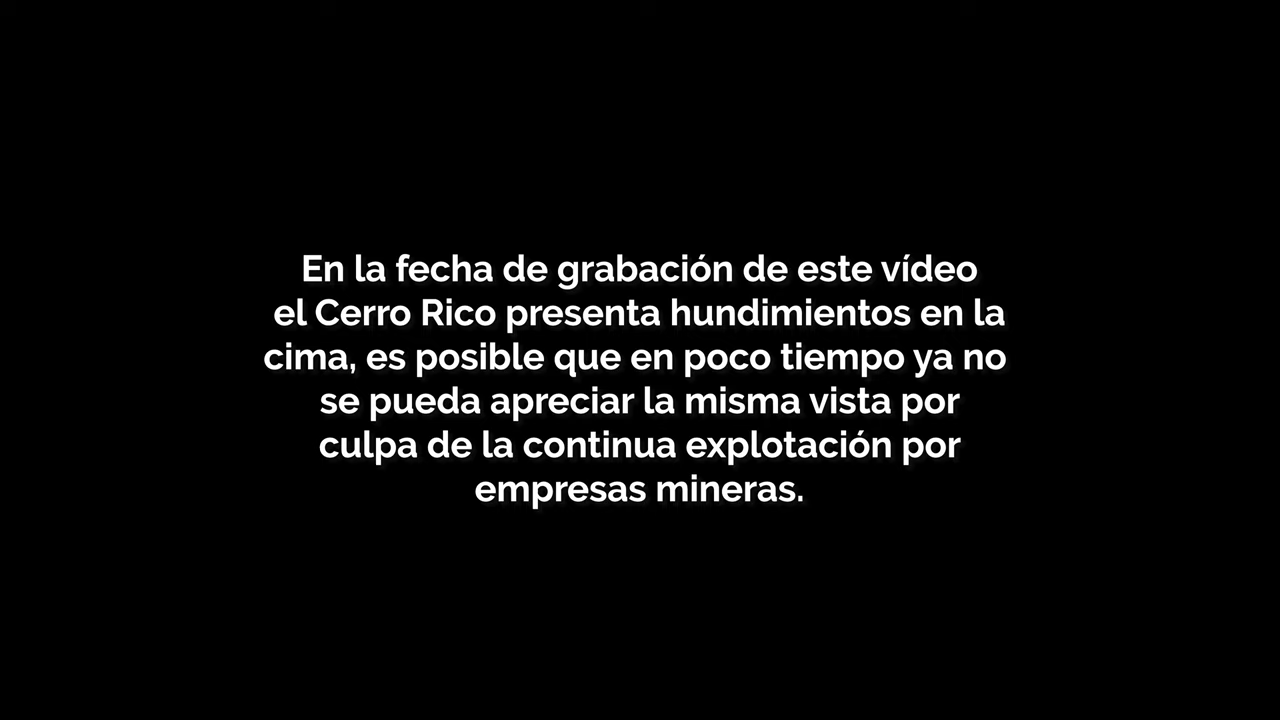 En la fecha de grabación de este vídeo
el Cerro Rico presenta hundimientos en la
cima, es posible que en poco tiempo ya no
se pueda apreciar la misma vista por
culpa de la continua explotación por
empresas mineras.